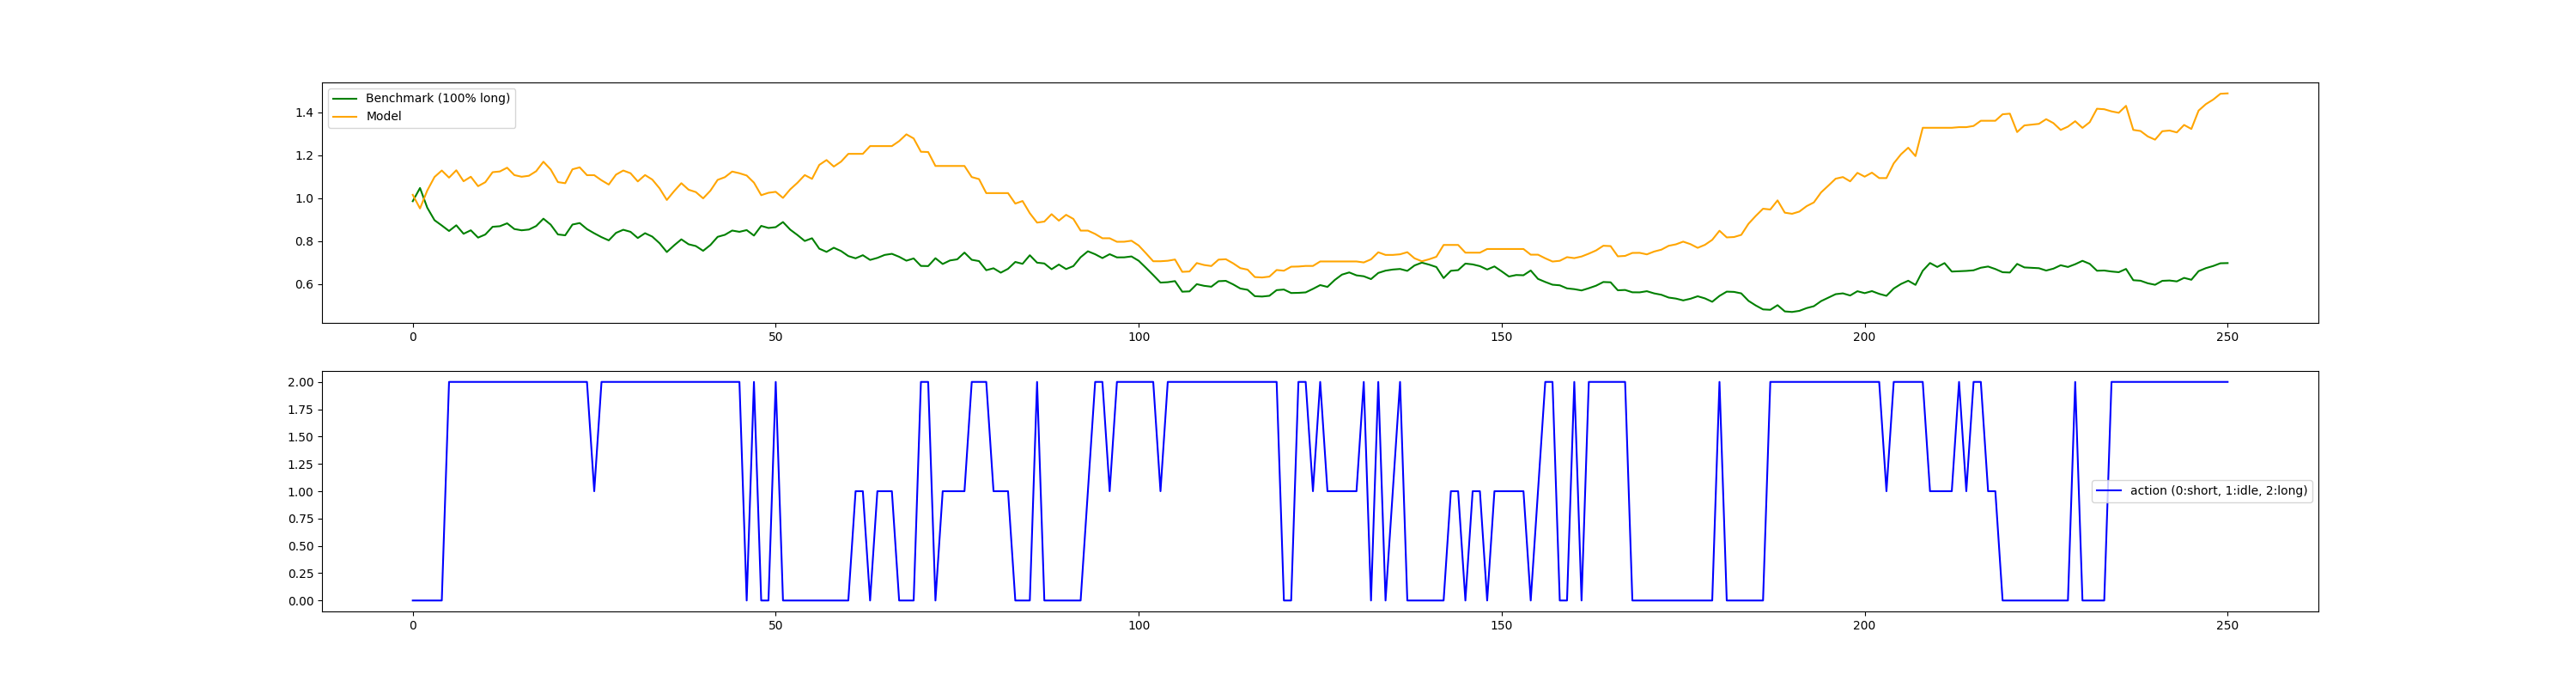 1.4
1.2
1.0
0.8
0.6
Benchmark (100% long)
Model
0 50 100 150 200 250
2.00
1.75
1.50
1.25
1.00
0.75
0.50
0.25
0.00
action (0:short, 1:idle, 2:long)
0 50 100 150 200 250